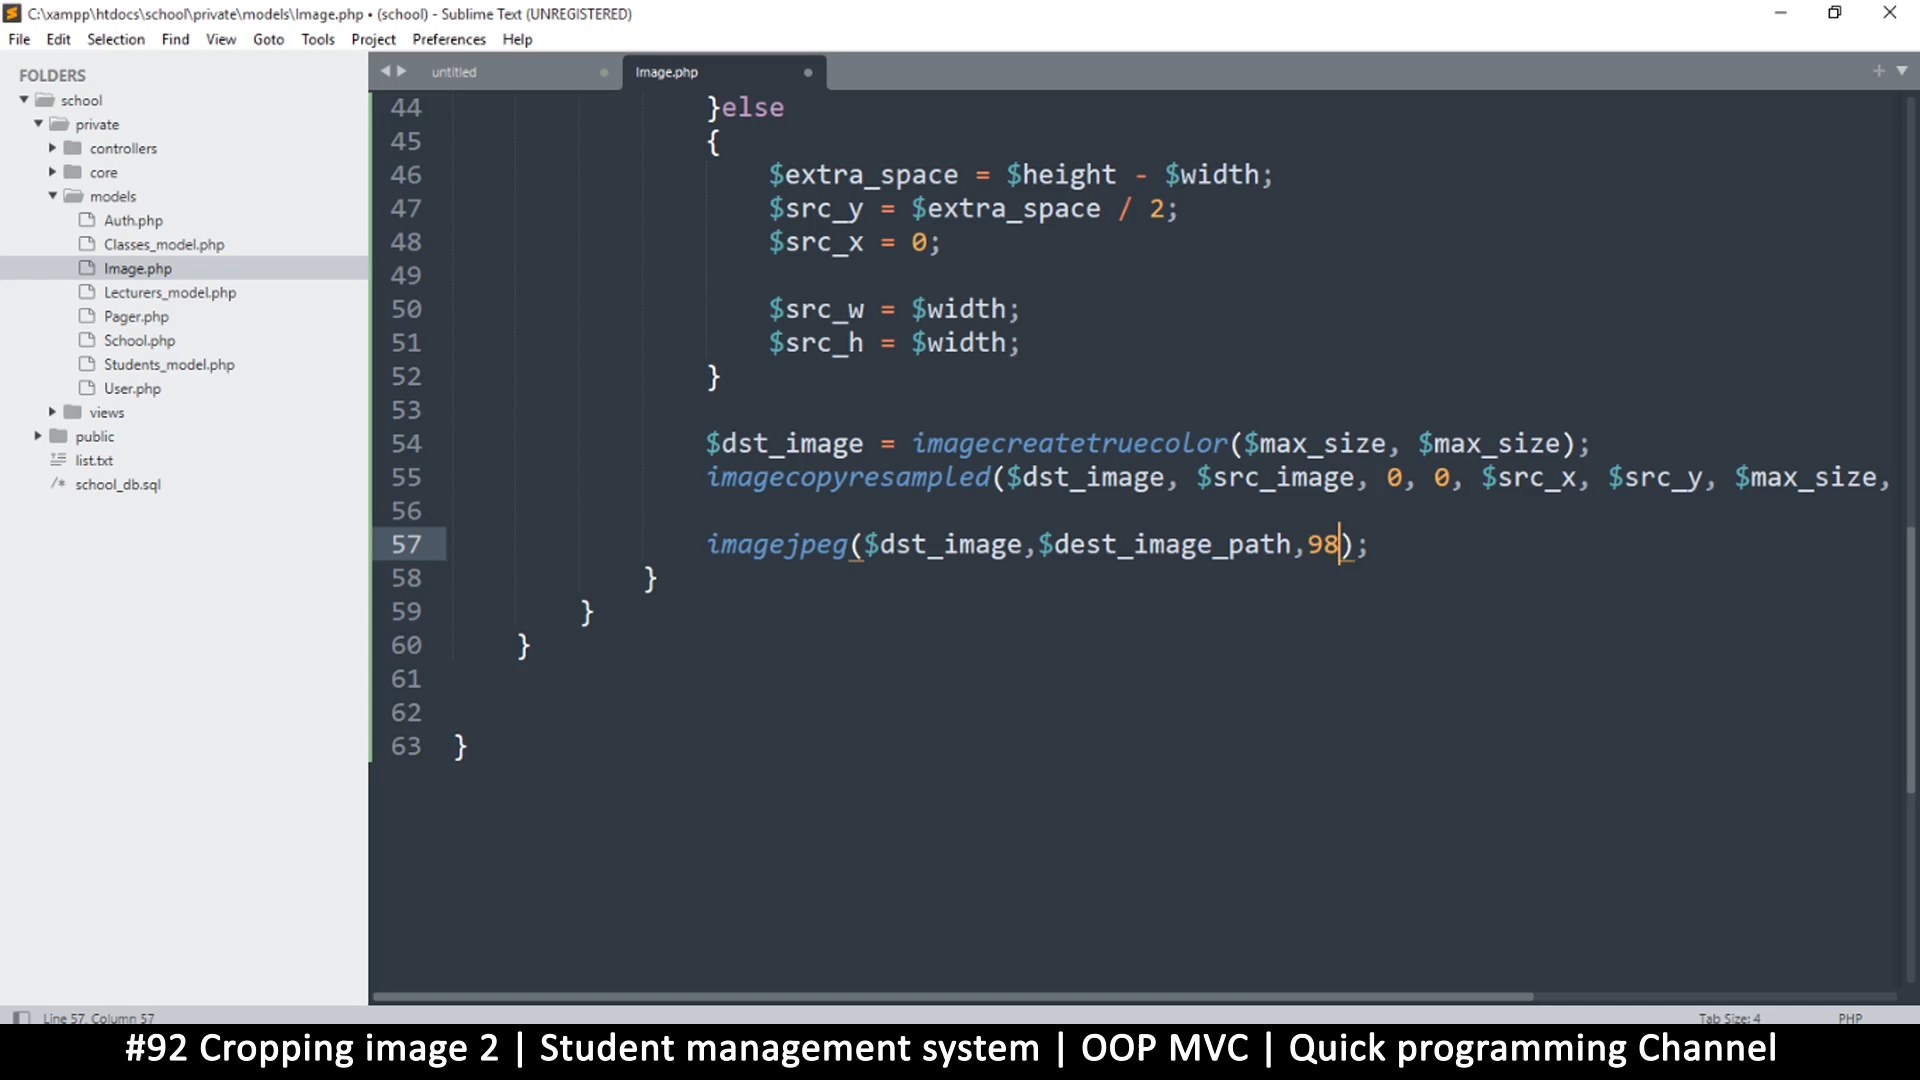 C:\xampp\htdocs\school\private\models\Image.php • (school) - Sublime Text (UNREGISTERED)
File Edit Selection Find View Goto Tools Project Preferences Help
FOLDERS
school
private
controllers
core
models
Auth.php
Classes_model.php
Image.php
Lecturers_model.php
Pager.php
School.php
Students_model.php
User.php
views
public
list.txt
/* school_db.sql
untitled
Image.php
44 }else
45 {
46 $extra_space = $height - $width;
47 $src_y = $extra_space / 2;
48 $src_x = 0;
49
50 $src_w = $width;
51 $src_h = $width;
52 }
53
54 $dst_image = imagecreatetruecolor($max_size, $max_size);
55 imagecopyresampled($dst_image, $src_image, 0, 0, $src_x, $src_y, $max_size,
56
57 imagejpeg($dst_image,$dest_image_path,98);
58 }
59 }
60 }
61
62
63 }
Line 57, Column 57
Tab Size: 4
PHP
#92 Cropping image 2 | Student management system | OOP MVC | Quick programming Channel